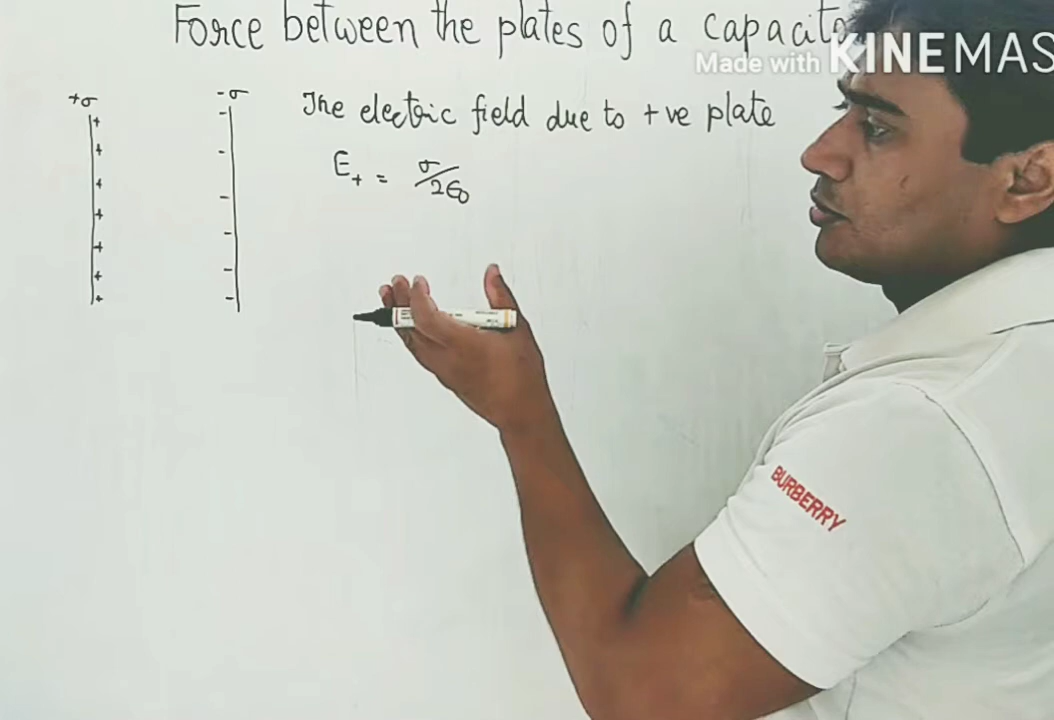 Force between the plates of a capacito
Made with KINEMAS
+σ
-σ
The electric field due to +ve plate
E₊ = σ/2ϵ₀
+
+
+
+
+
+
+
-
-
-
-
-
-
BURBERRY